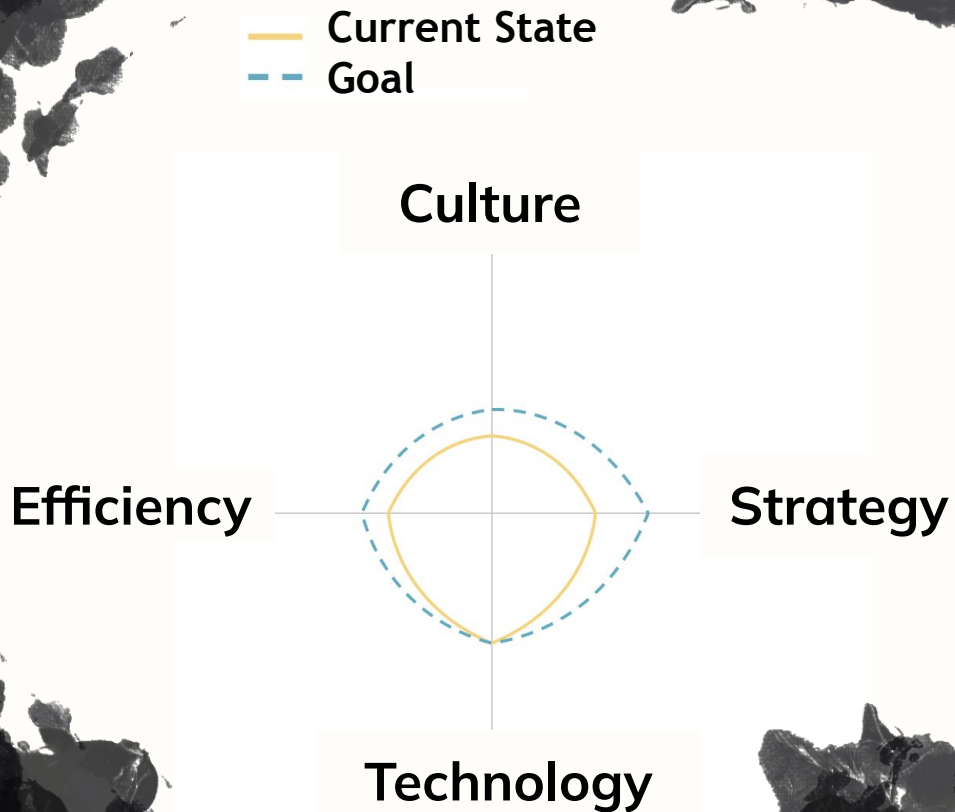 Current State
Goal
Culture
Efficiency
Strategy
Technology